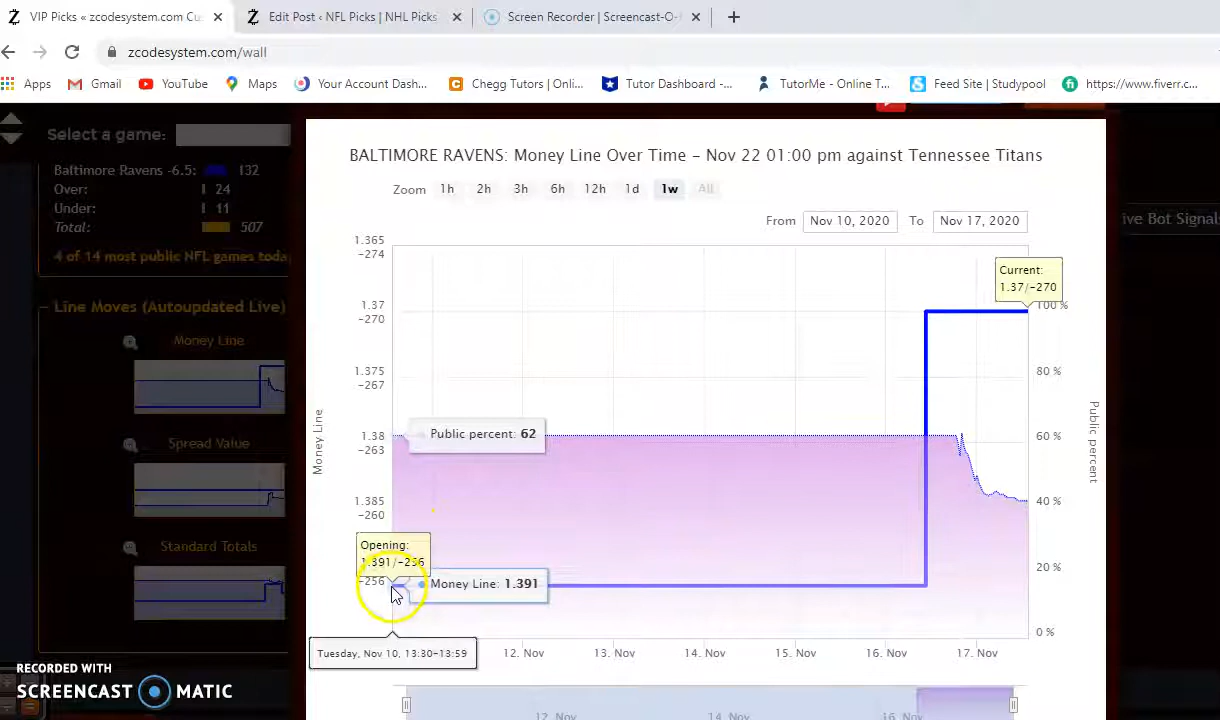 VIP Picks « zcodesystem.com Cu
Edit Post ‹ NFL Picks | NHL Picks
Screen Recorder | Screencast-O-
zcodesystem.com/wall
Apps
Gmail
YouTube
Maps
Your Account Dash...
Chegg Tutors | Onli...
Tutor Dashboard -...
TutorMe - Online T...
Feed Site | Studypool
https://www.fiverr.c...
Select a game:
Baltimore Ravens -6.5: 132
Over: 24
Under: 11
Total: 507
4 of 14 most public NFL games toda
Line Moves (Autoupdated Live)
Money Line
Spread Value
Standard Totals
ive Bot Signals
BALTIMORE RAVENS: Money Line Over Time - Nov 22 01:00 pm against Tennessee Titans
Zoom 1h 2h 3h 6h 12h 1d 1w All
From Nov 10, 2020 To Nov 17, 2020
1.365
-274
1.37
-270
1.375
-267
1.38
-263
1.385
-260
-256
Money Line
Current:
1.37/-270
100 %
80 %
60 %
40 %
20 %
0 %
Public percent
Public percent: 62
Opening:
1.391/-256
Money Line: 1.391
Tuesday, Nov 10, 13:30-13:59
12. Nov 13. Nov 14. Nov 15. Nov 16. Nov 17. Nov
12. Nov 14. Nov 16. Nov
RECORDED WITH
SCREENCAST MATIC